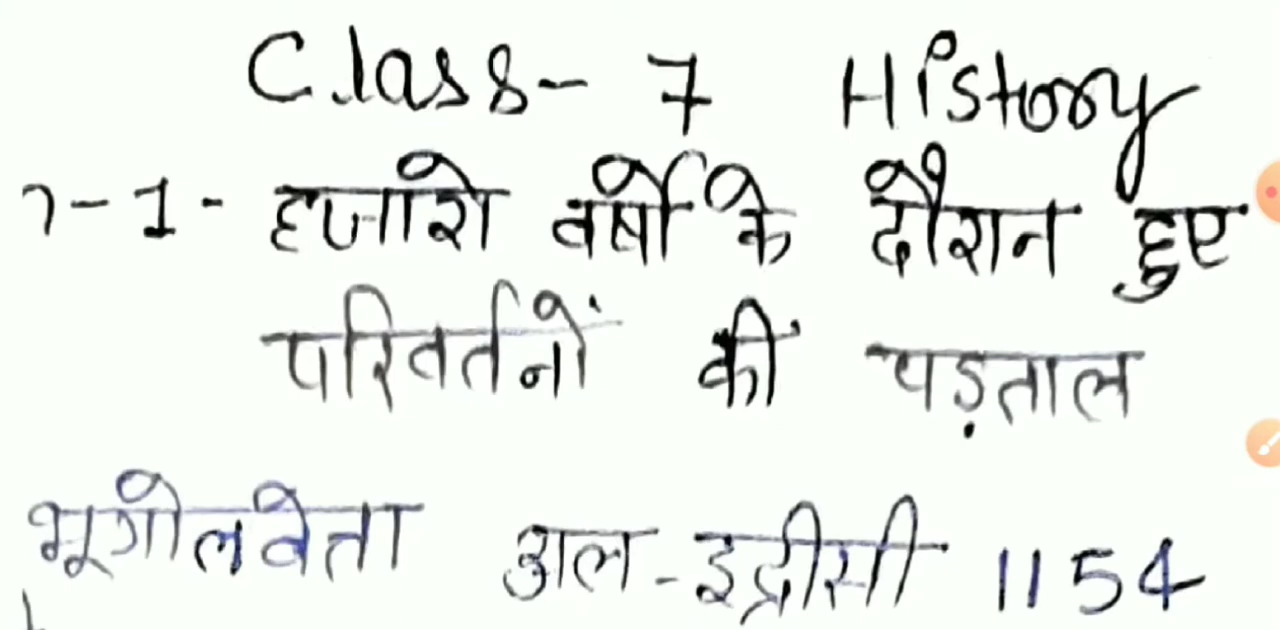 Class- 7 History
1- हजारो वर्षो के दौरान हुए
परिवर्तनों की पड़ताल
भूगोलवेता अल-इद्रीसी 1154